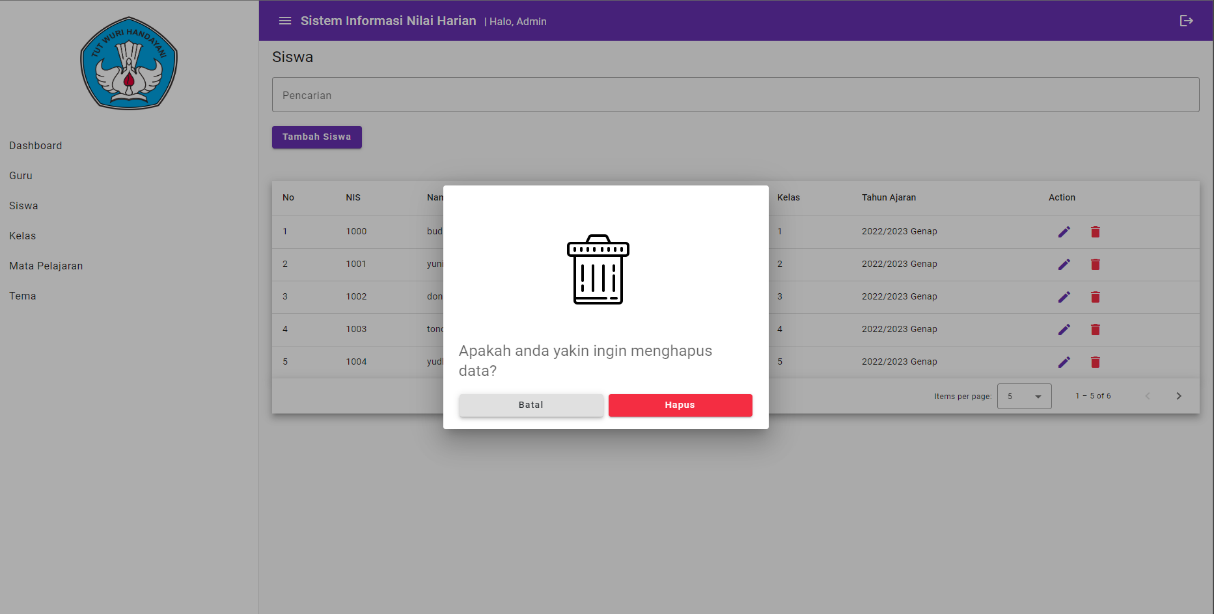 TUT WURI HANDAYANI
Sistem Informasi Nilai Harian | Halo, Admin
Dashboard
Guru
Siswa
Kelas
Mata Pelajaran
Tema
Siswa
Pencarian
Tambah Siswa
No NIS Kelas Tahun Ajaran Action
1 1000 1 2022/2023 Genap
2 1001 2 2022/2023 Genap
3 1002 3 2022/2023 Genap
4 1003 4 2022/2023 Genap
5 1004 5 2022/2023 Genap
Items per page: 5 1 – 5 of 6
Apakah anda yakin ingin menghapus
data?
Batal Hapus